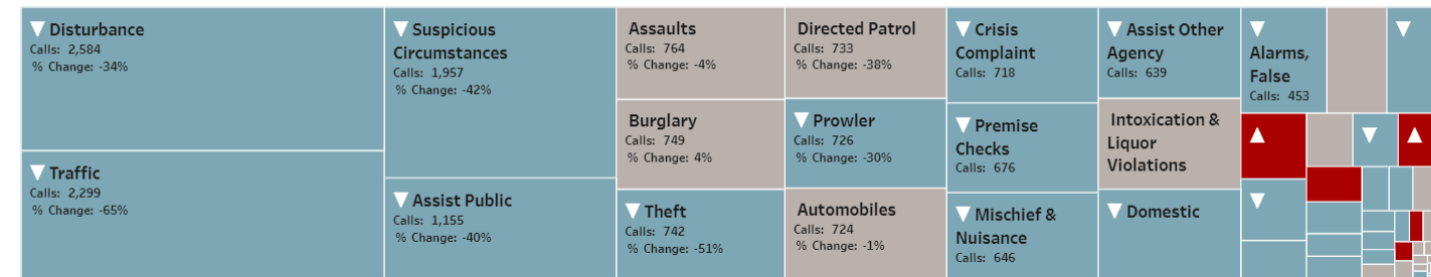 ▼ Disturbance
Calls: 2,584
% Change: -34%
▼ Traffic
Calls: 2,299
% Change: -65%
▼ Suspicious
Circumstances
Calls: 1,957
% Change: -42%
▼ Assist Public
Calls: 1,155
% Change: -40%
Assaults
Calls: 764
% Change: -4%
Burglary
Calls: 749
% Change: 4%
▼ Theft
Calls: 742
% Change: -51%
Directed Patrol
Calls: 733
% Change: -38%
▼ Prowler
Calls: 726
% Change: -30%
Automobiles
Calls: 724
% Change: -1%
▼ Crisis
Complaint
Calls: 718
▼ Premise
Checks
Calls: 676
▼ Mischief &
Nuisance
Calls: 646
▼ Assist Other
Agency
Calls: 639
Intoxication &
Liquor
Violations
▼ Domestic
▼
Alarms,
False
Calls: 453
▼
▲
▼
▲
▼